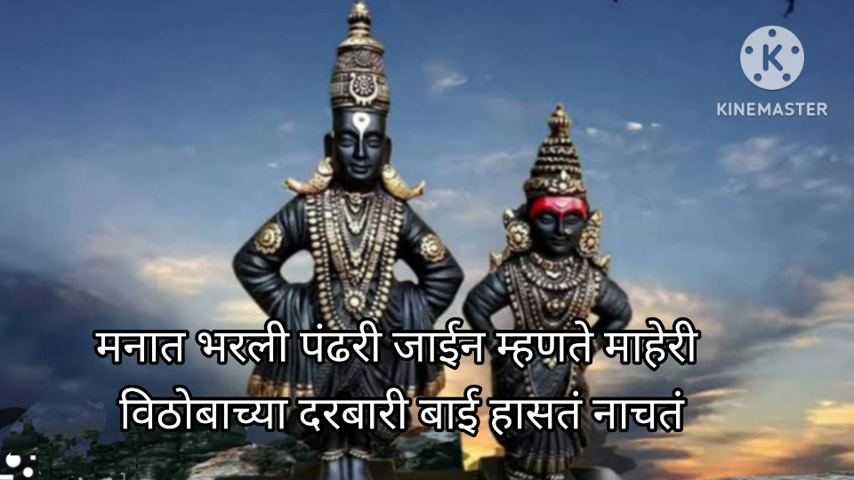 KINEMASTER
मनात भरली पंढरी जाईन म्हणते माहेरी
विठोबाच्या दरबारी बाई हासतं नाचतं